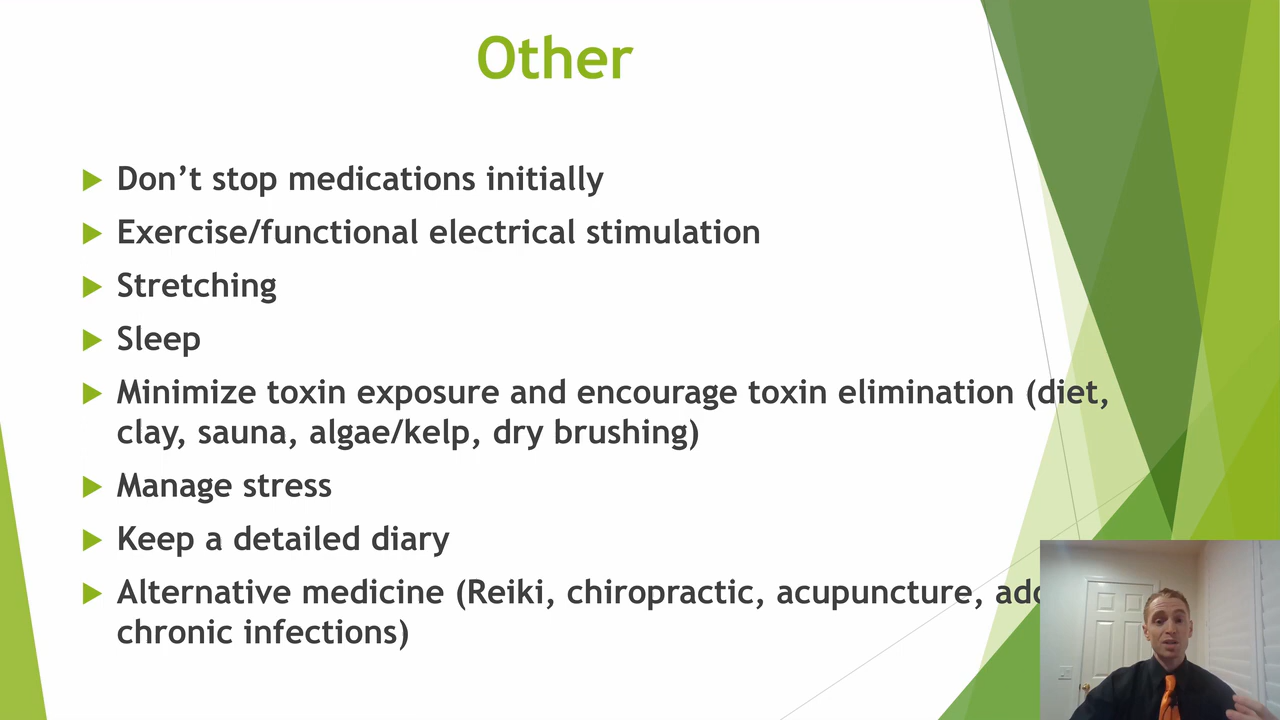 Other
Don’t stop medications initially
Exercise/functional electrical stimulation
Stretching
Sleep
Minimize toxin exposure and encourage toxin elimination (diet,
clay, sauna, algae/kelp, dry brushing)
Manage stress
Keep a detailed diary
Alternative medicine (Reiki, chiropractic, acupuncture,
chronic infections)